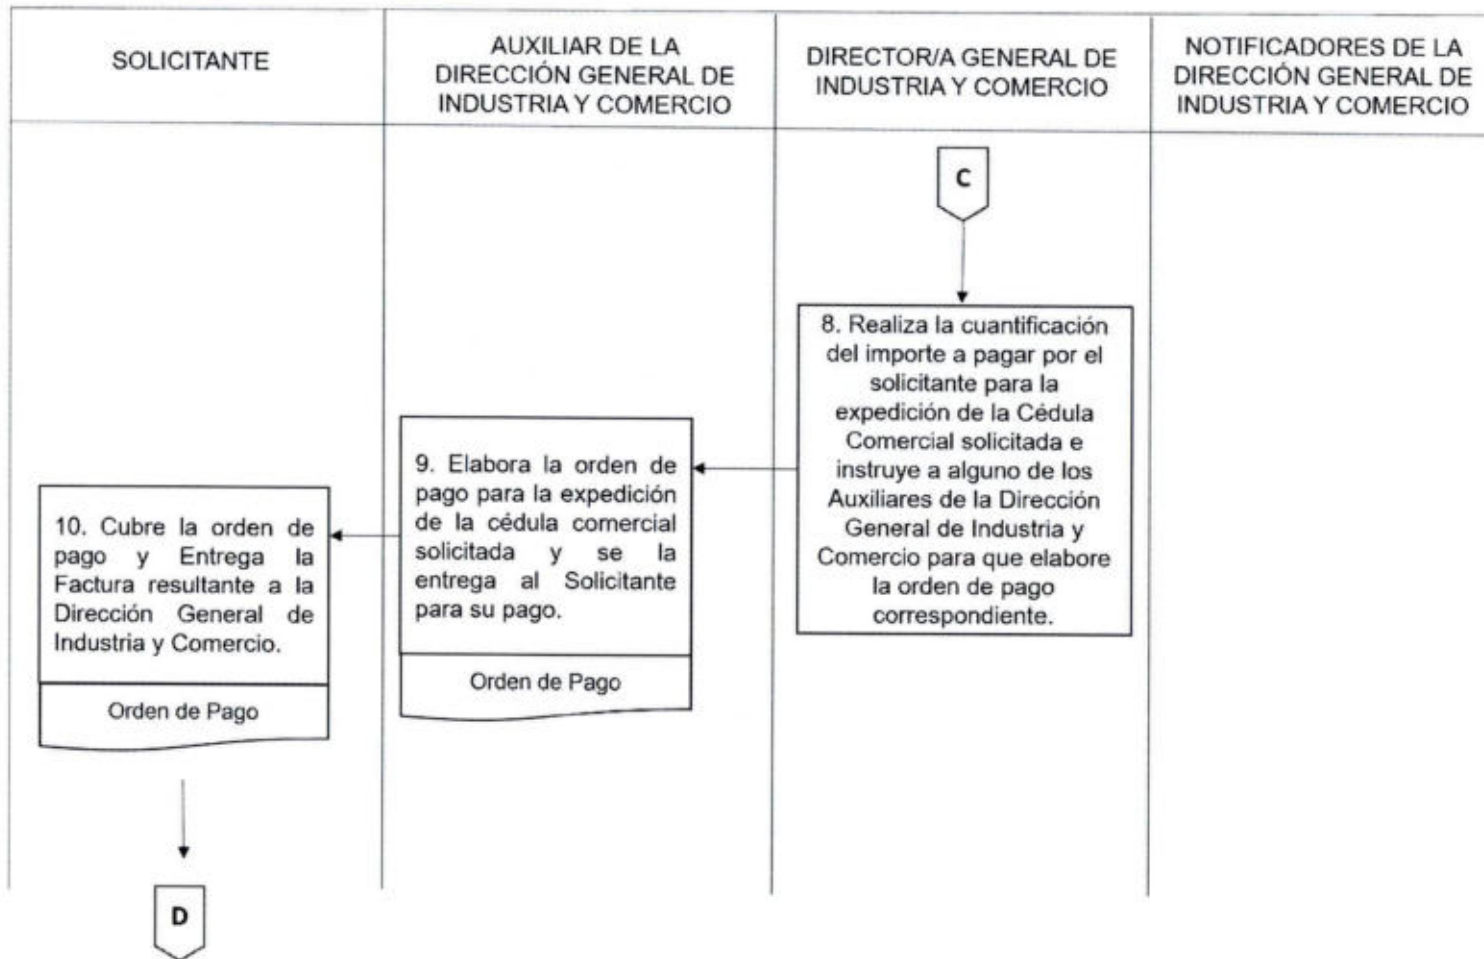 SOLICITANTE
AUXILIAR DE LA
DIRECCIÓN GENERAL DE
INDUSTRIA Y COMERCIO
DIRECTOR/A GENERAL DE
INDUSTRIA Y COMERCIO
NOTIFICADORES DE LA
DIRECCIÓN GENERAL DE
INDUSTRIA Y COMERCIO
C
8. Realiza la cuantificación
del importe a pagar por el
solicitante para la
expedición de la Cédula
Comercial solicitada e
instruye a alguno de los
Auxiliares de la Dirección
General de Industria y
Comercio para que elabore
la orden de pago
correspondiente.
9. Elabora la orden de
pago para la expedición
de la cédula comercial
solicitada y se la
entrega al Solicitante
para su pago.
Orden de Pago
10. Cubre la orden de
pago y Entrega la
Factura resultante a la
Dirección General de
Industria y Comercio.
Orden de Pago
D